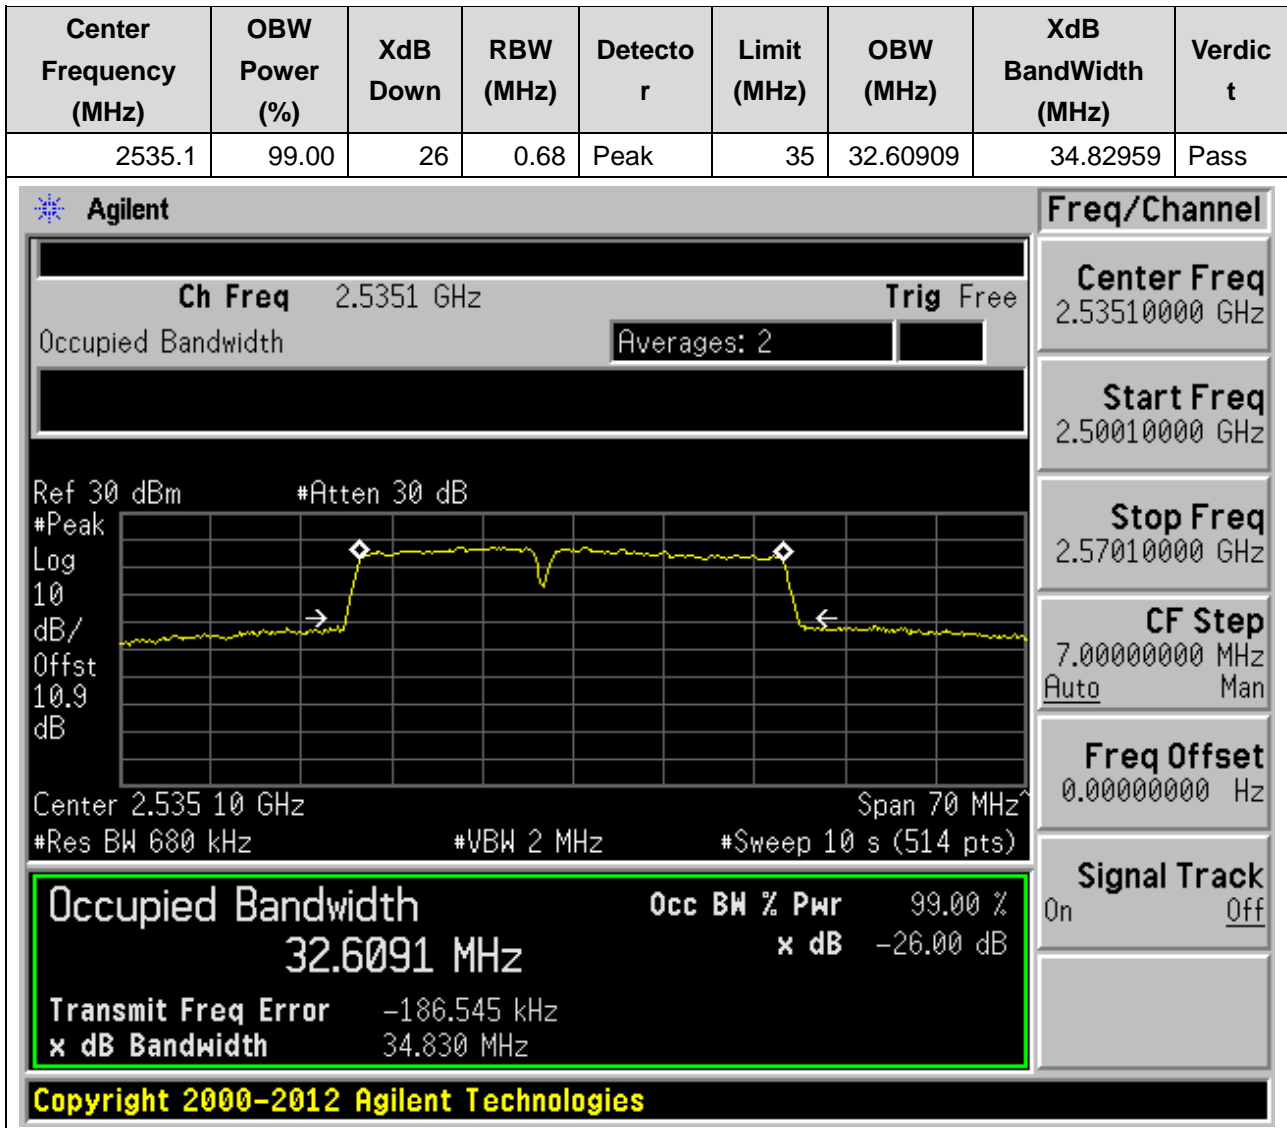 Center Frequency (MHz) OBW Power (%) XdB Down RBW (MHz) Detector Limit (MHz) OBW (MHz) XdB BandWidth (MHz) Verdict
2535.1 99.00 26 0.68 Peak 35 32.60909 34.82959 Pass
Agilent
Freq/Channel
Ch Freq 2.5351 GHz Trig Free
Occupied Bandwidth Averages: 2
Ref 30 dBm #Atten 30 dB
#Peak
Log
10
dB/
Offst
10.9
dB
Center 2.535 10 GHz Span 70 MHz^
#Res BW 680 kHz #VBW 2 MHz #Sweep 10 s (514 pts)
Occupied Bandwidth Occ BW % Pwr 99.00 %
32.6091 MHz x dB -26.00 dB
Transmit Freq Error -186.545 kHz
x dB Bandwidth 34.830 MHz
Center Freq
2.53510000 GHz
Start Freq
2.50010000 GHz
Stop Freq
2.57010000 GHz
CF Step
7.00000000 MHz
Auto Man
Freq Offset
0.00000000 Hz
Signal Track
On Off
Copyright 2000-2012 Agilent Technologies